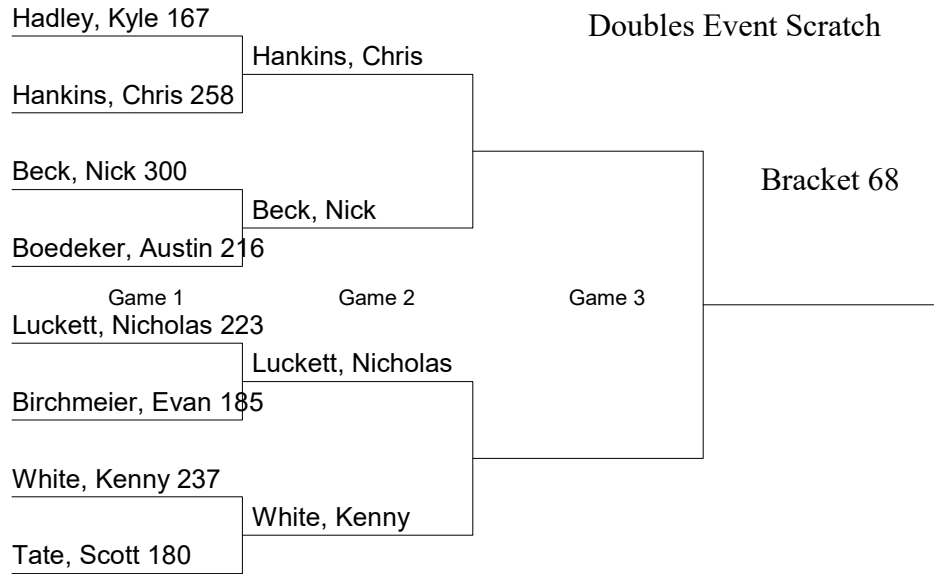 Hadley, Kyle 167
Doubles Event Scratch
Hankins, Chris
Hankins, Chris 258
Beck, Nick 300
Bracket 68
Beck, Nick
Boedeker, Austin 216
Game 1
Game 2
Game 3
Luckett, Nicholas 223
Luckett, Nicholas
Birchmeier, Evan 185
White, Kenny 237
White, Kenny
Tate, Scott 180